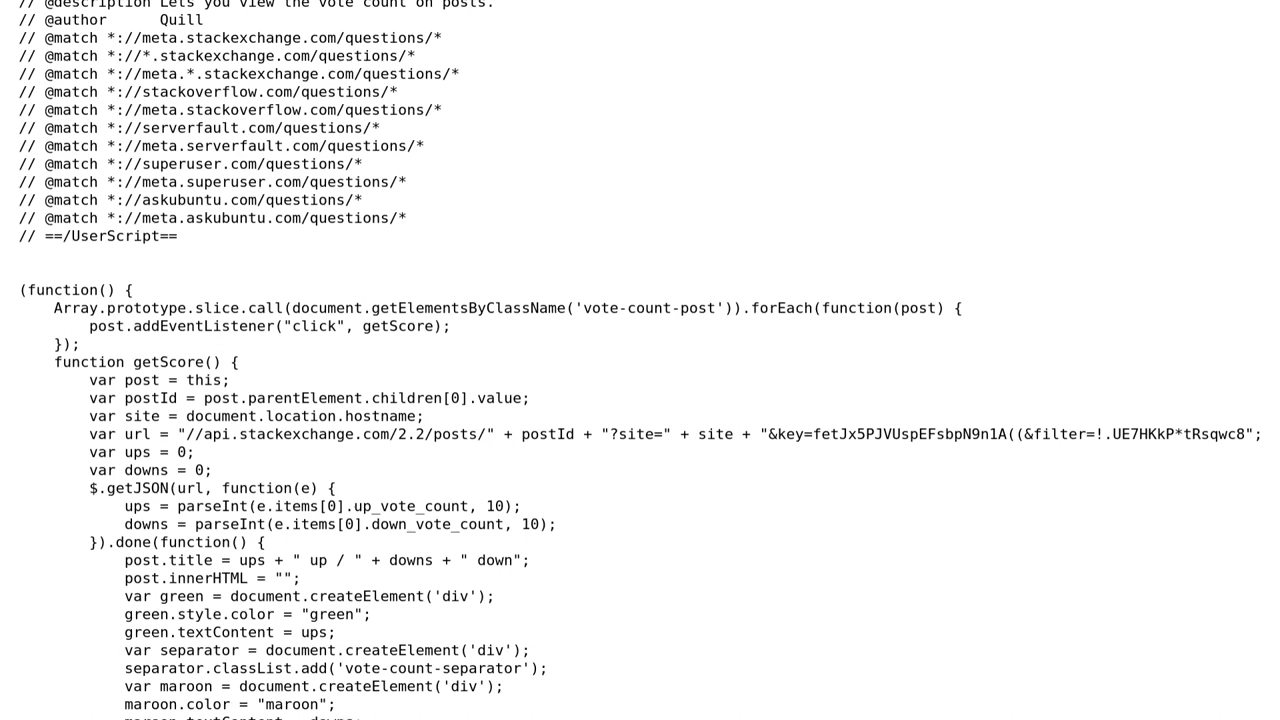 // @description Lets you view the vote count on posts.
// @author      Quill
// @match *://meta.stackexchange.com/questions/*
// @match *://*.stackexchange.com/questions/*
// @match *://meta.*.stackexchange.com/questions/*
// @match *://stackoverflow.com/questions/*
// @match *://meta.stackoverflow.com/questions/*
// @match *://serverfault.com/questions/*
// @match *://meta.serverfault.com/questions/*
// @match *://superuser.com/questions/*
// @match *://meta.superuser.com/questions/*
// @match *://askubuntu.com/questions/*
// @match *://meta.askubuntu.com/questions/*
// ==/UserScript==
(function() {
    Array.prototype.slice.call(document.getElementsByClassName('vote-count-post')).forEach(function(post) {
        post.addEventListener("click", getScore);
    });
    function getScore() {
        var post = this;
        var postId = post.parentElement.children[0].value;
        var site = document.location.hostname;
        var url = "//api.stackexchange.com/2.2/posts/" + postId + "?site=" + site + "&key=fetJx5PJVUspEFsbpN9n1A((&filter=!.UE7HKkP*tRsqwc8";
        var ups = 0;
        var downs = 0;
        $.getJSON(url, function(e) {
            ups = parseInt(e.items[0].up_vote_count, 10);
            downs = parseInt(e.items[0].down_vote_count, 10);
        }).done(function() {
            post.title = ups + " up / " + downs + " down";
            post.innerHTML = "";
            var green = document.createElement('div');
            green.style.color = "green";
            green.textContent = ups;
            var separator = document.createElement('div');
            separator.classList.add('vote-count-separator');
            var maroon = document.createElement('div');
            maroon.color = "maroon";
            maroon.textContent = downs;